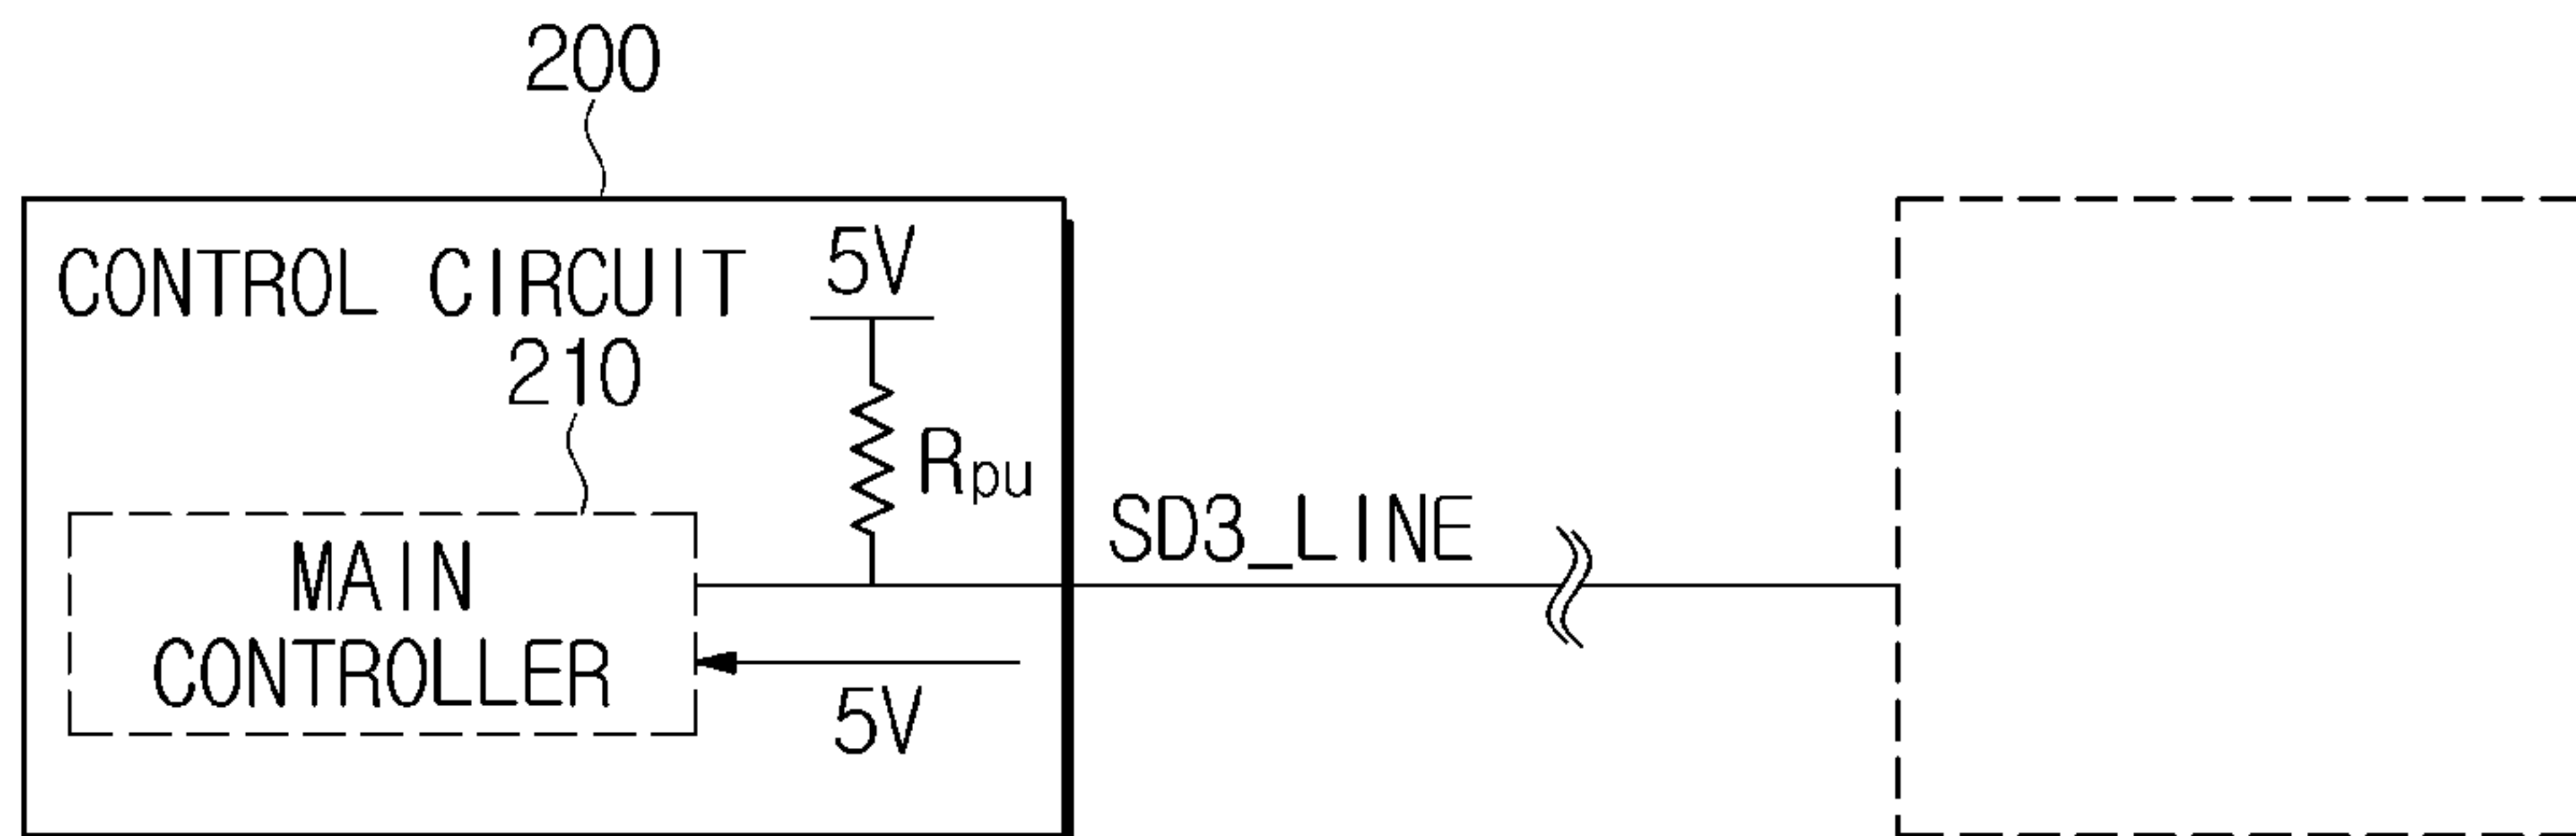 200
CONTROL CIRCUIT
5V
210
Rpu
SD3_LINE
MAIN
CONTROLLER
5V